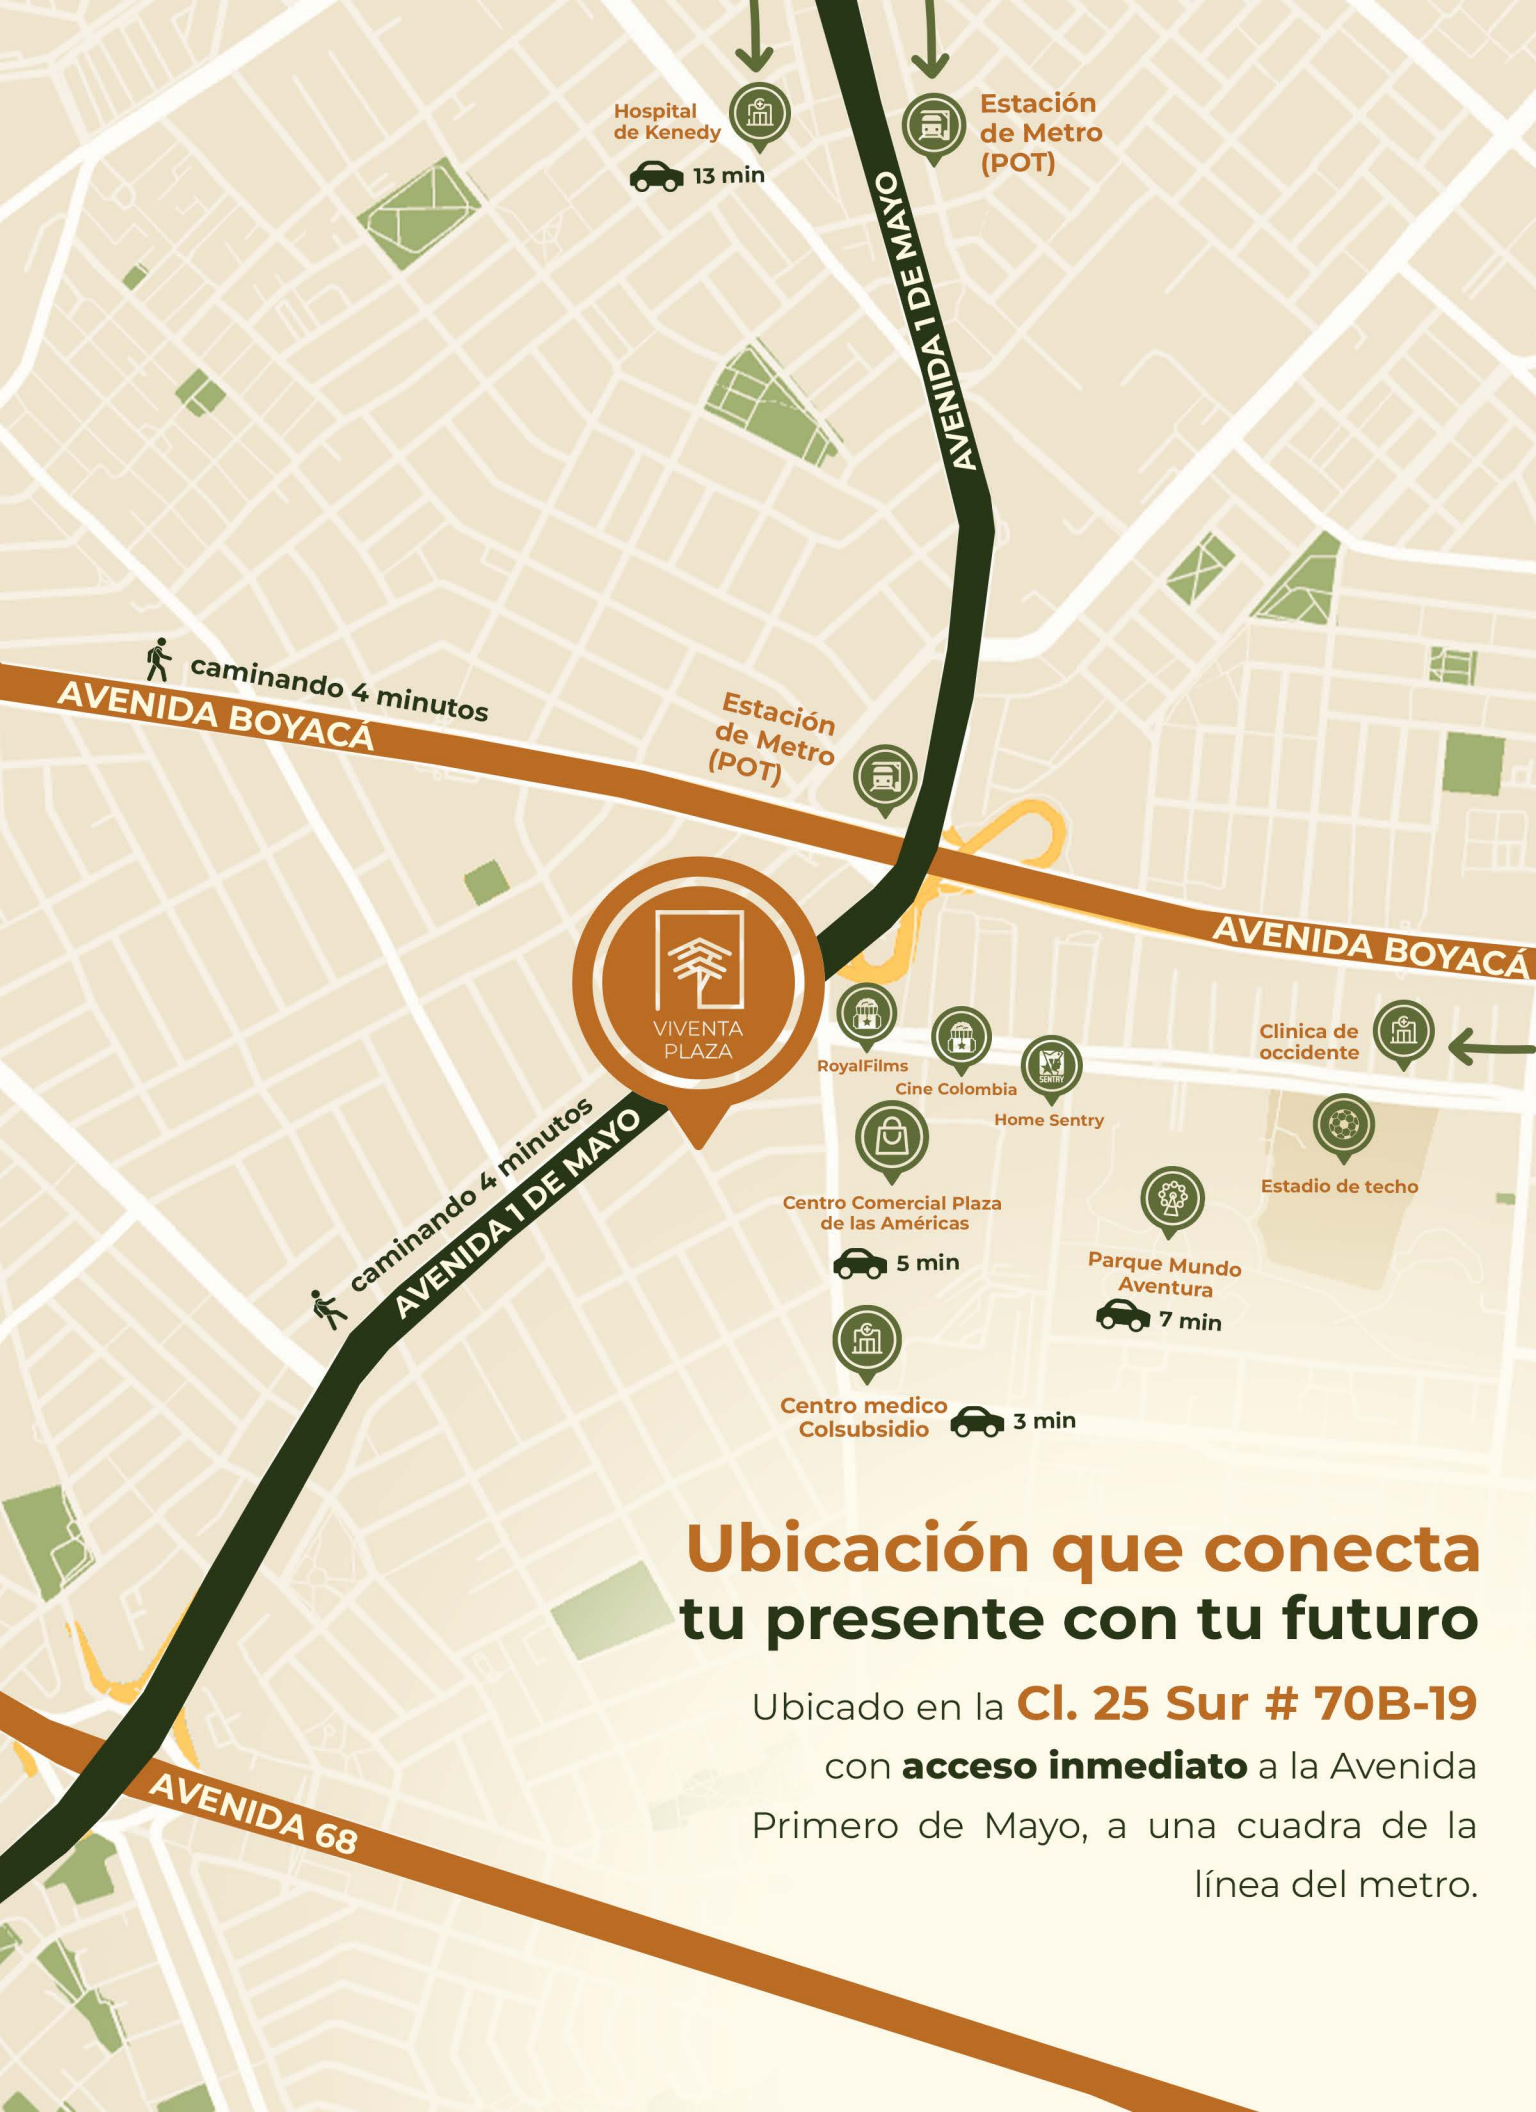 Hospital
de Kenedy
13 min
Estación
de Metro
(POT)
AVENIDA 1 DE MAYO
caminando 4 minutos
AVENIDA BOYACÁ
Estación
de Metro
(POT)
AVENIDA BOYACÁ
VIVENTA
PLAZA
RoyalFilms
Cine Colombia
SENTRY
Home Sentry
Clinica de
occidente
Estadio de techo
caminando 4 minutos
AVENIDA 1 DE MAYO
Centro Comercial Plaza
de las Américas
5 min
Parque Mundo
Aventura
7 min
Centro medico
Colsubsidio
3 min
Ubicación que conecta
tu presente con tu futuro
Ubicado en la Cl. 25 Sur # 70B-19
con acceso inmediato a la Avenida
Primero de Mayo, a una cuadra de la
línea del metro.
AVENIDA 68